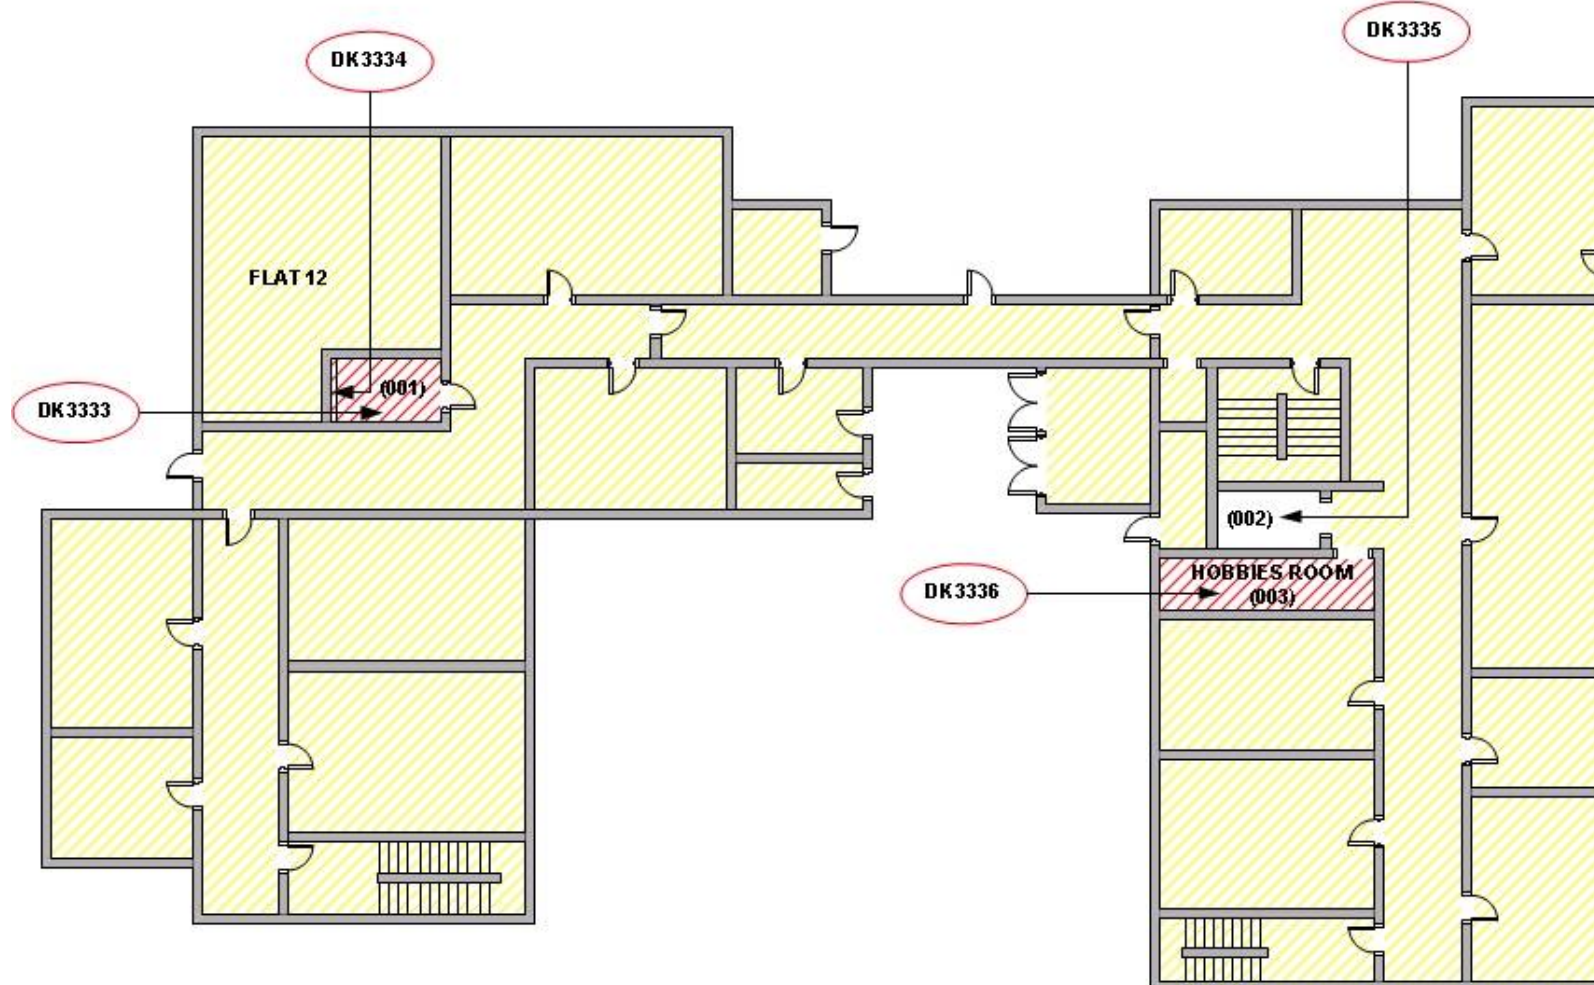 DK3335
DK3334
FLAT 12
(001)
DK3333
(002)
HOBBIES ROOM
(003)
DK3336